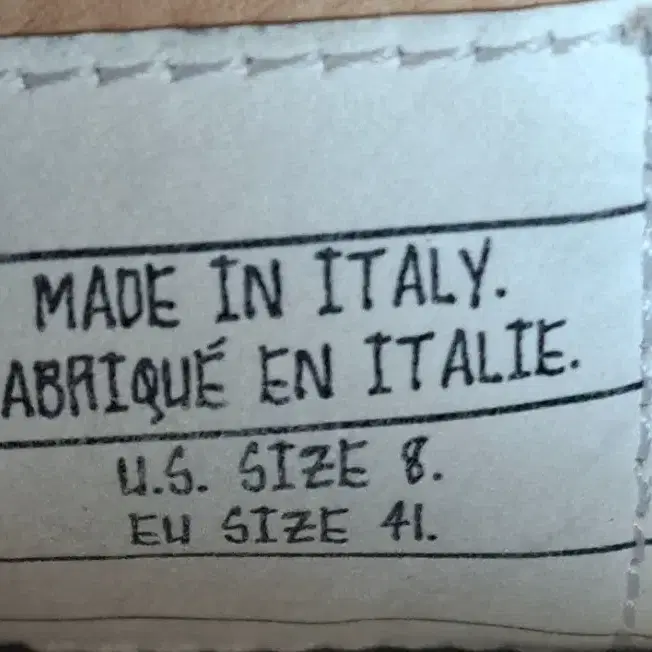 MADE IN ITALY.
ABRIQUÉ EN ITALIE.
U.S. SIZE 8.
EU SIZE 41.